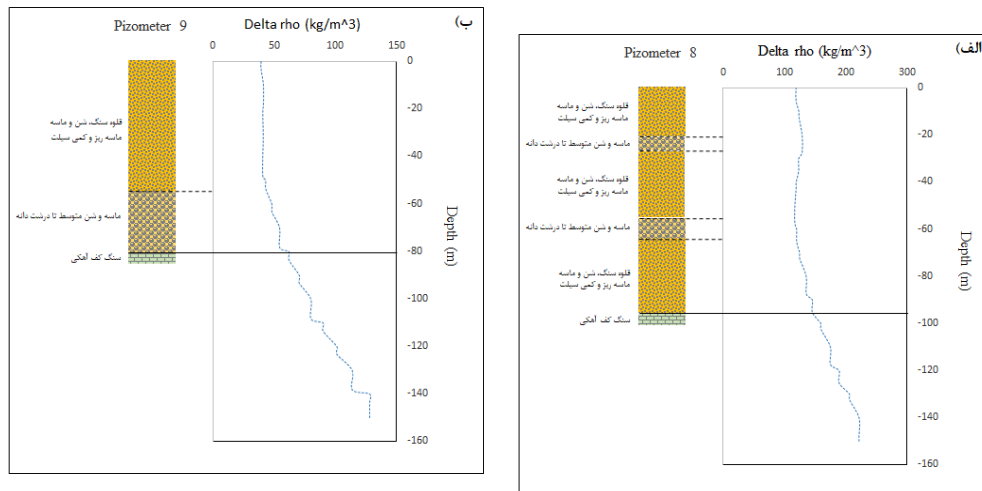 الف)
Pizometer 8
Delta rho (kg/m^3)
0
100
200
300
0
-20
-40
-60
-80
-100
-120
-140
-160
Depth (m)
قلوه سنگ، شن و ماسه
ماسه ریز و کمی سیلت
ماسه و شن متوسط تا درشت دانه
قلوه سنگ، شن و ماسه
ماسه ریز و کمی سیلت
ماسه و شن متوسط تا درشت دانه
قلوه سنگ، شن و ماسه
ماسه ریز و کمی سیلت
سنگ کف آهکی
ب)
Pizometer 9
Delta rho (kg/m^3)
0
50
100
150
0
-20
-40
-60
-80
-100
-120
-140
-160
Depth (m)
قلوه سنگ، شن و ماسه
ماسه ریز و کمی سیلت
ماسه و شن متوسط تا درشت دانه
سنگ کف آهکی